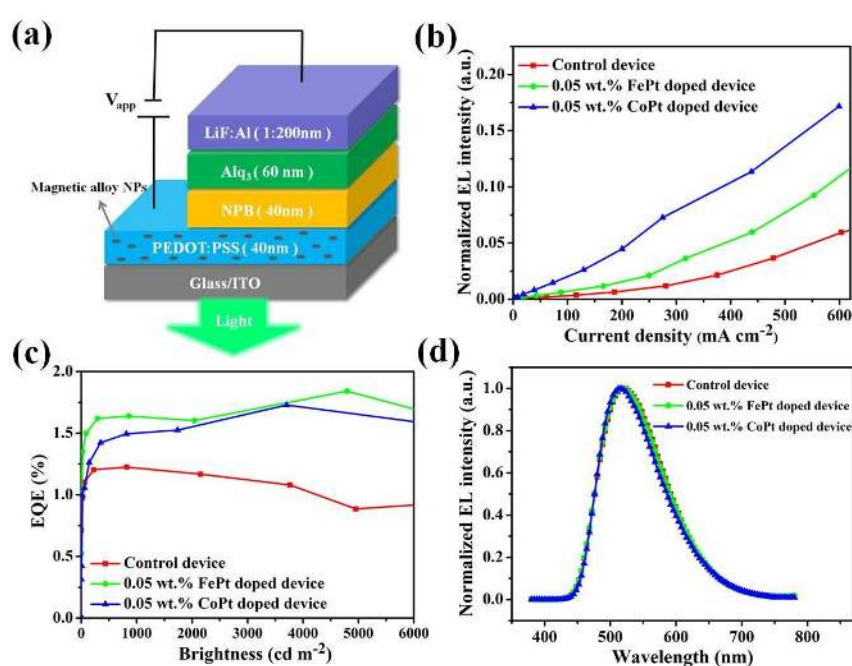 (a)
V_app
LiF:Al ( 1:200nm)
Alq₃ ( 60 nm )
NPB ( 40nm)
Magnetic alloy NPs
PEDOT:PSS ( 40nm)
Glass/ITO
Light
(b)
Normalized EL intensity (a.u.)
0.20
0.15
0.10
0.05
0.00
Control device
0.05 wt.% FePt doped device
0.05 wt.% CoPt doped device
0 100 200 300 400 500 600
Current density (mA cm⁻²)
(c)
EQE (%)
2.0
1.5
1.0
0.5
0.0
Control device
0.05 wt.% FePt doped device
0.05 wt.% CoPt doped device
0 1000 2000 3000 4000 5000 6000
Brightness (cd m⁻²)
(d)
Normalized EL intensity (a.u.)
1.0
0.8
0.6
0.4
0.2
0.0
Control device
0.05 wt.% FePt doped device
0.05 wt.% CoPt doped device
400 500 600 700 800
Wavelength (nm)